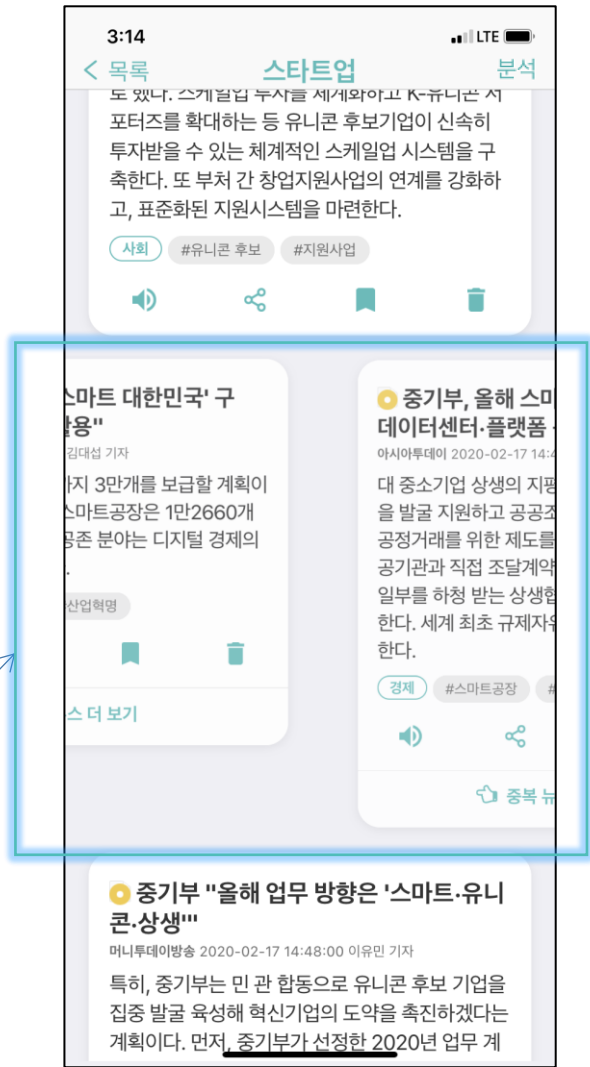 3:14
LTE
목록
스타트업
분석
로 했다. 스케일업 투자를 세계화하고 K-유니콘 서
포터즈를 확대하는 등 유니콘 후보기업이 신속히
투자받을 수 있는 체계적인 스케일업 시스템을 구
축한다. 또 부처 간 창업지원사업의 연계를 강화하
고, 표준화된 지원시스템을 마련한다.
사회 #유니콘 후보 #지원사업
스마트 대한민국' 구
활용"
김대섭 기자
까지 3만개를 보급할 계획이
스마트공장은 1만2660개
공존 분야는 디지털 경제의
.
산업혁명
스 더 보기
중기부, 올해 스마
데이터센터·플랫폼
아시아투데이 2020-02-17 14:4
대 중소기업 상생의 지평
을 발굴 지원하고 공공조
공정거래를 위한 제도를
공기관과 직접 조달계약
일부를 하청 받는 상생협
한다. 세계 최초 규제자유
한다.
경제 #스마트공장 #
중복 뉴
중기부 "올해 업무 방향은 '스마트·유니
콘·상생'"
머니투데이방송 2020-02-17 14:48:00 이유민 기자
특히, 중기부는 민 관 합동으로 유니콘 후보 기업을
집중 발굴 육성해 혁신기업의 도약을 촉진하겠다는
계획이다. 먼저, 중기부가 선정한 2020년 업무 계